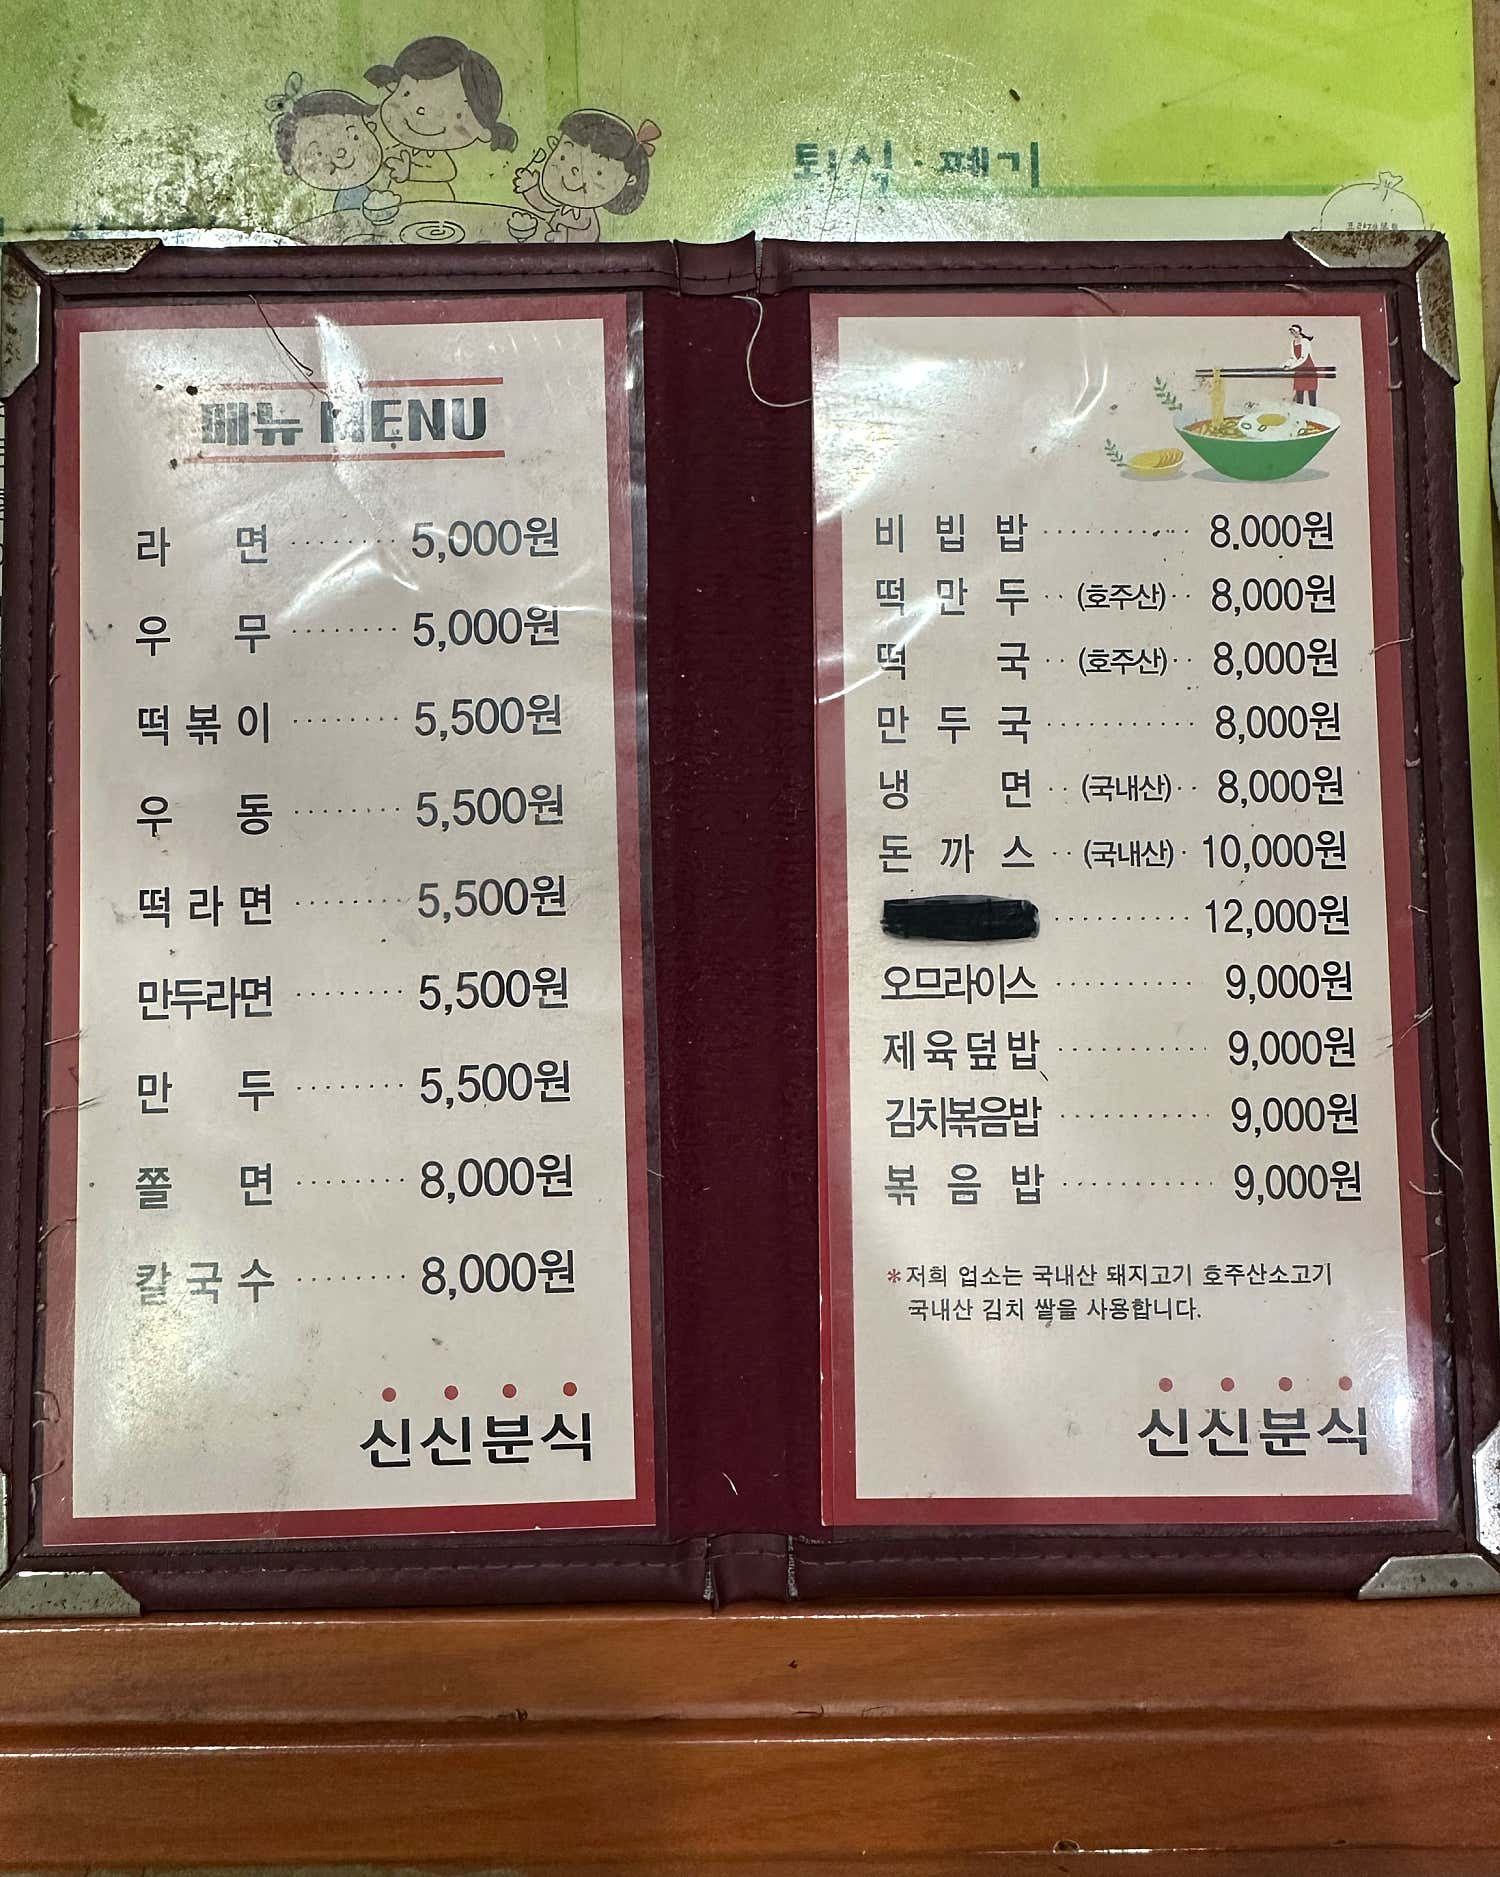 퇴식·폐기
메뉴 MENU
라면 ········ 5,000원
우무 ········ 5,000원
떡볶이 ········ 5,500원
우동 ········ 5,500원
떡라면 ········ 5,500원
만두라면 ········ 5,500원
만두 ········ 5,500원
쫄면 ········ 8,000원
칼국수 ········ 8,000원
신신분식
비빔밥 ··········· 8,000원
떡만두 ·· (호주산) ·· 8,000원
떡국 ·· (호주산) ·· 8,000원
만두국 ··········· 8,000원
냉면 ·· (국내산) ·· 8,000원
돈까스 ·· (국내산) · 10,000원
··········· 12,000원
오므라이스 ··········· 9,000원
제육덮밥 ··········· 9,000원
김치볶음밥 ··········· 9,000원
볶음밥 ··········· 9,000원
*저희 업소는 국내산 돼지고기 호주산소고기
국내산 김치 쌀을 사용합니다.
신신분식